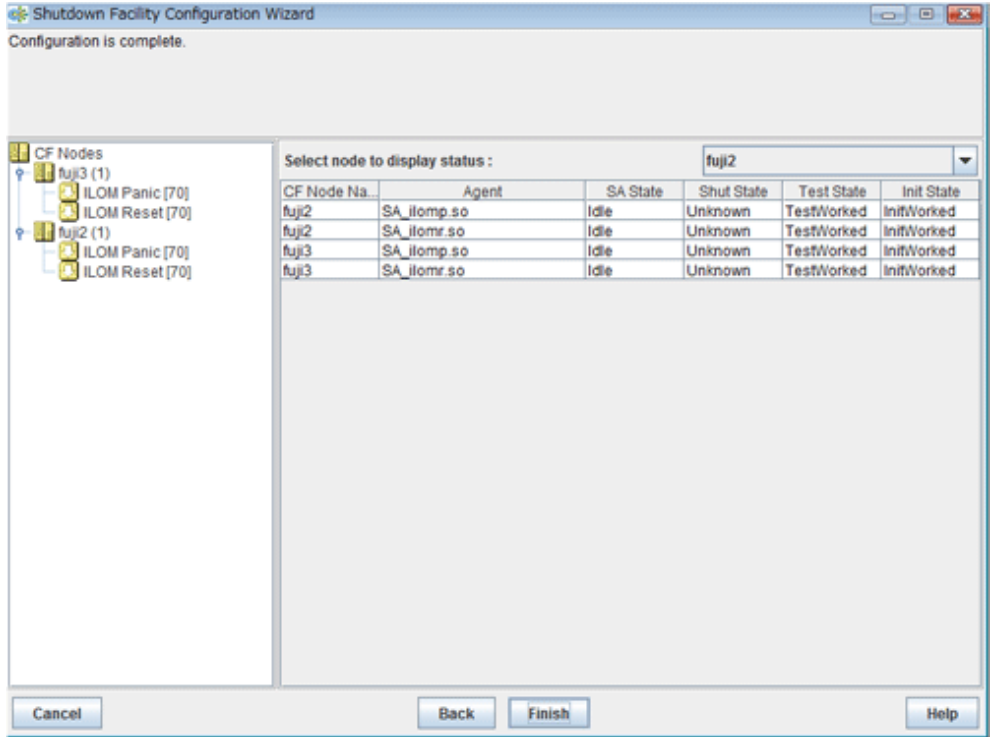 Shutdown Facility Configuration Wizard
Configuration is complete.
CF Nodes
fuji3 (1)
ILOM Panic [70]
ILOM Reset [70]
fuji2 (1)
ILOM Panic [70]
ILOM Reset [70]
Select node to display status : fuji2
CF Node Na... Agent SA State Shut State Test State Init State
fuji2 SA_ilomp.so Idle Unknown TestWorked InitWorked
fuji2 SA_ilomr.so Idle Unknown TestWorked InitWorked
fuji3 SA_ilomp.so Idle Unknown TestWorked InitWorked
fuji3 SA_ilomr.so Idle Unknown TestWorked InitWorked
Cancel Back Finish Help